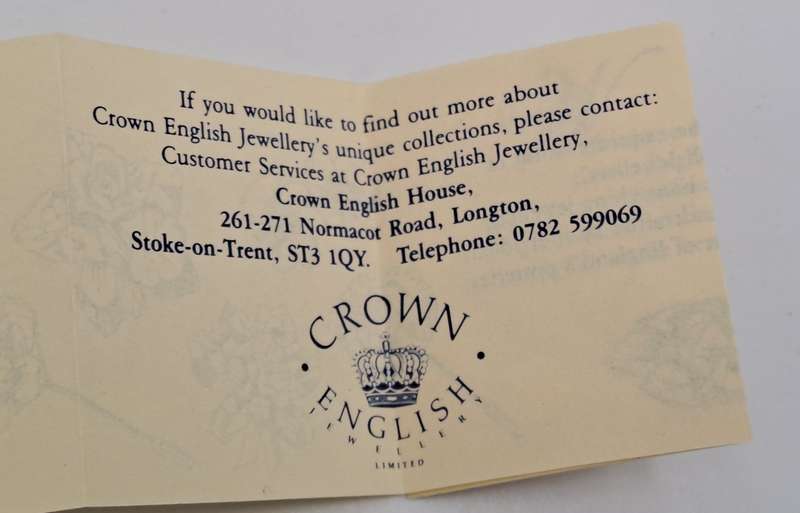 If you would like to find out more about
Crown English Jewellery's unique collections, please contact:
Customer Services at Crown English Jewellery,
Crown English House,
261-271 Normacot Road, Longton,
Stoke-on-Trent, ST3 1QY. Telephone: 0782 599069
CROWN
ENGLISH
JEWELLERY
LIMITED